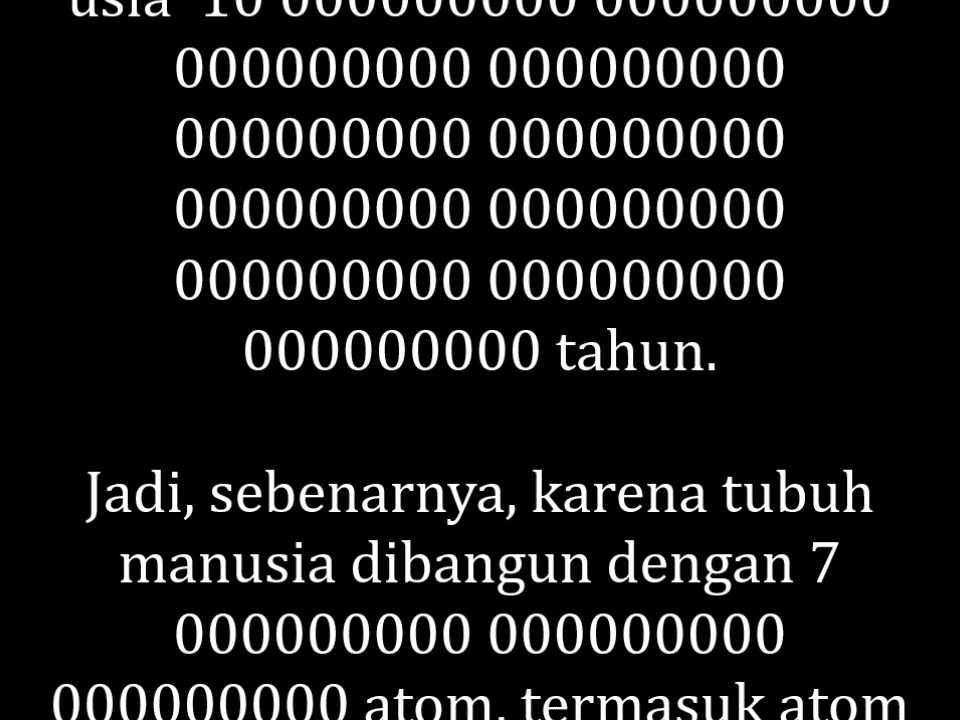 usia 10 000000000 000000000
000000000 000000000
000000000 000000000
000000000 000000000
000000000 000000000
000000000 tahun.
Jadi, sebenarnya, karena tubuh
manusia dibangun dengan 7
000000000 000000000
000000000 atom, termasuk atom